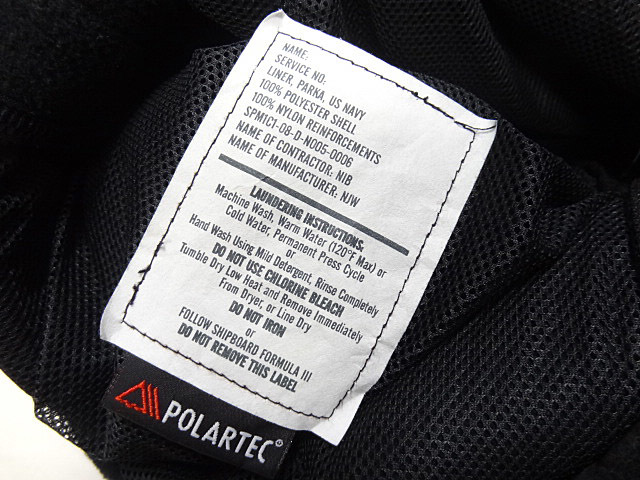 NAME:
SERVICE NO:
LINER, PARKA, US NAVY
100% POLYESTER SHELL
100% NYLON REINFORCEMENTS
SPM1C1-08-D-N005-0006
NAME OF CONTRACTOR: NIB
NAME OF MANUFACTURER: NJW
LAUNDERING INSTRUCTIONS,
Machine Wash, Warm Water (120°F Max) or
Cold Water, Permanent Press Cycle
or
Hand Wash Using Mild Detergent, Rinse Completely
DO NOT USE CHLORINE BLEACH
Tumble Dry Low Heat and Remove Immediately
From Dryer, or Line Dry
DO NOT IRON
or
FOLLOW SHIPBOARD FORMULA III
DO NOT REMOVE THIS LABEL
POLARTEC®